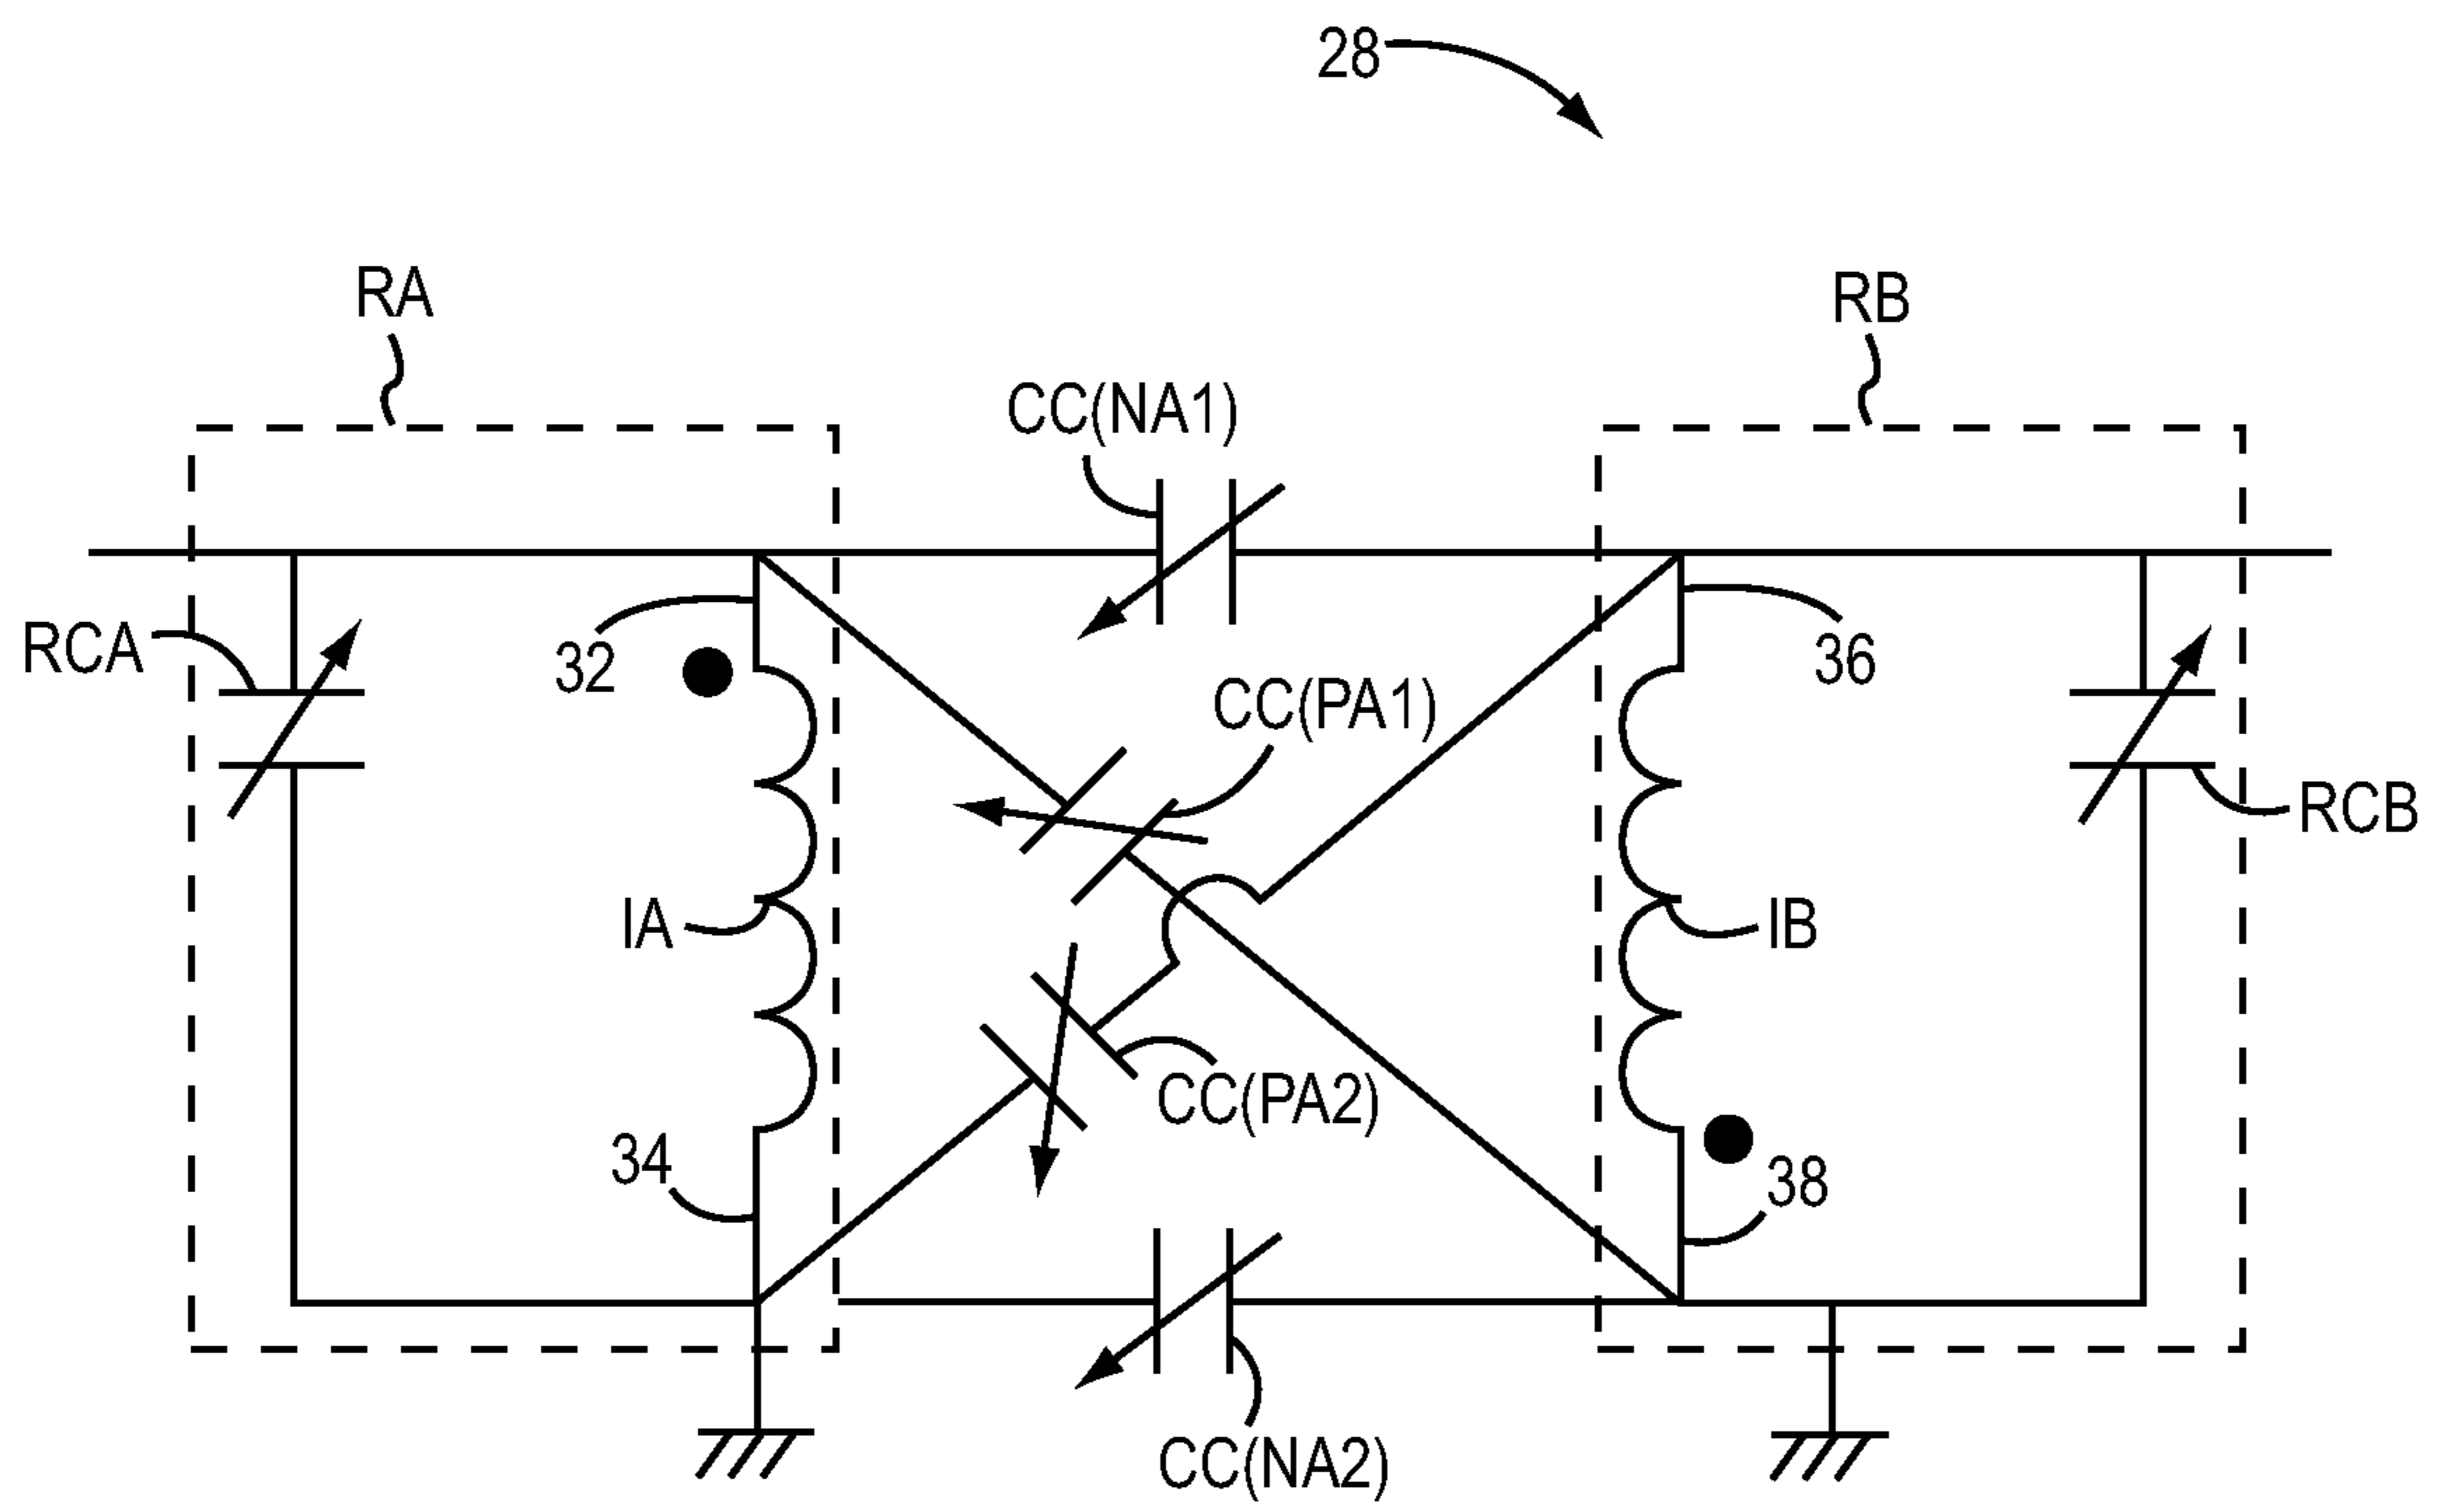 28
RA
RB
CC(NA1)
RCA
32
36
CC(PA1)
RCB
IA
IB
CC(PA2)
34
38
CC(NA2)